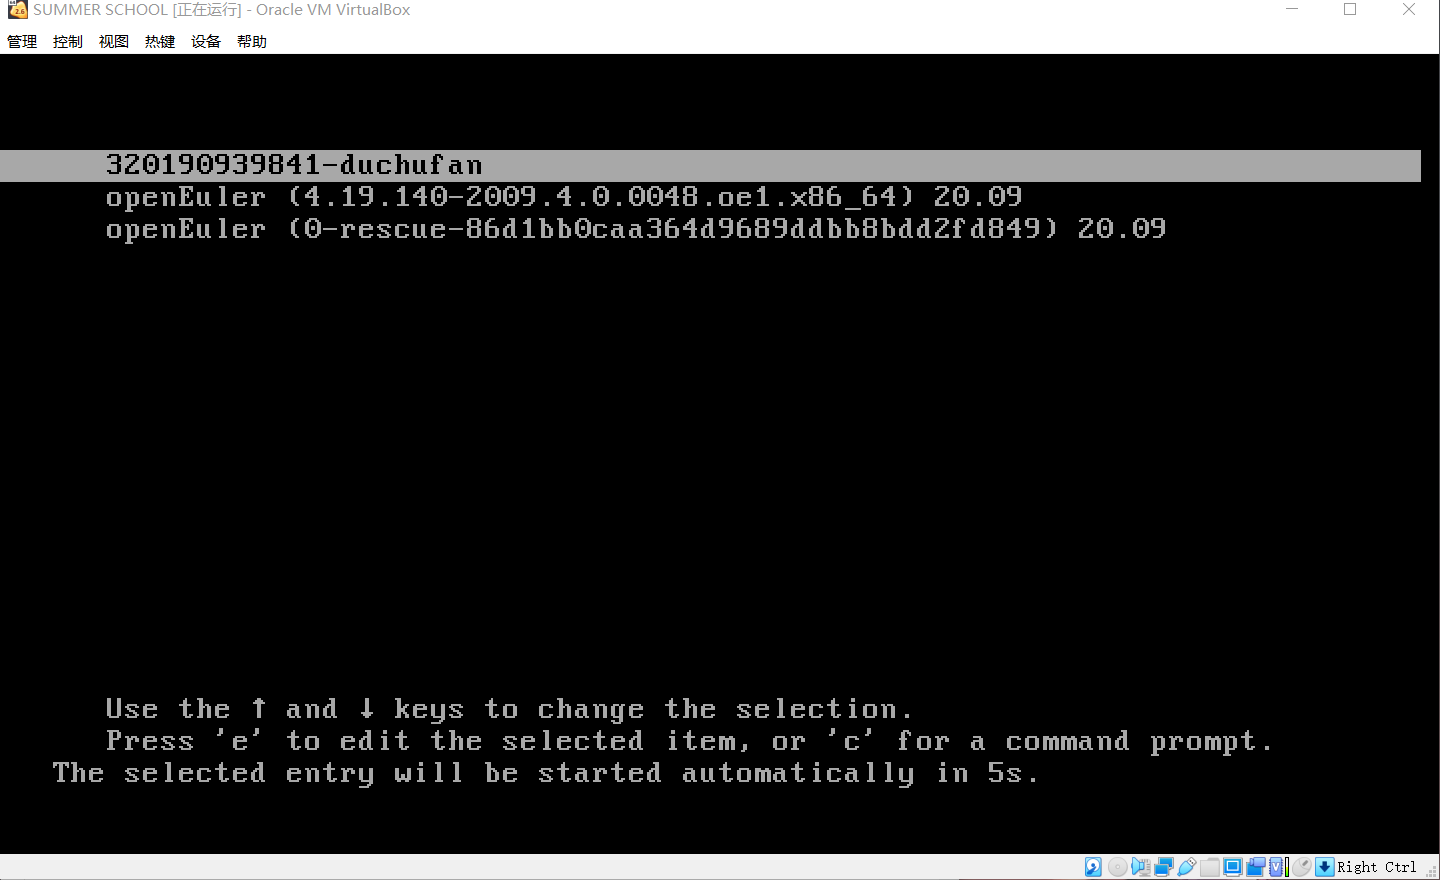 SUMMER SCHOOL [正在运行] - Oracle VM VirtualBox
管理 控制 视图 热键 设备 帮助
320190939841-duchufan
openEuler (4.19.140-2009.4.0.0048.oe1.x86_64) 20.09
openEuler (0-rescue-86d1bb0caa364d9689ddbb8bdd2fd849) 20.09
Use the ↑ and ↓ keys to change the selection.
Press 'e' to edit the selected item, or 'c' for a command prompt.
The selected entry will be started automatically in 5s.
Right Ctrl